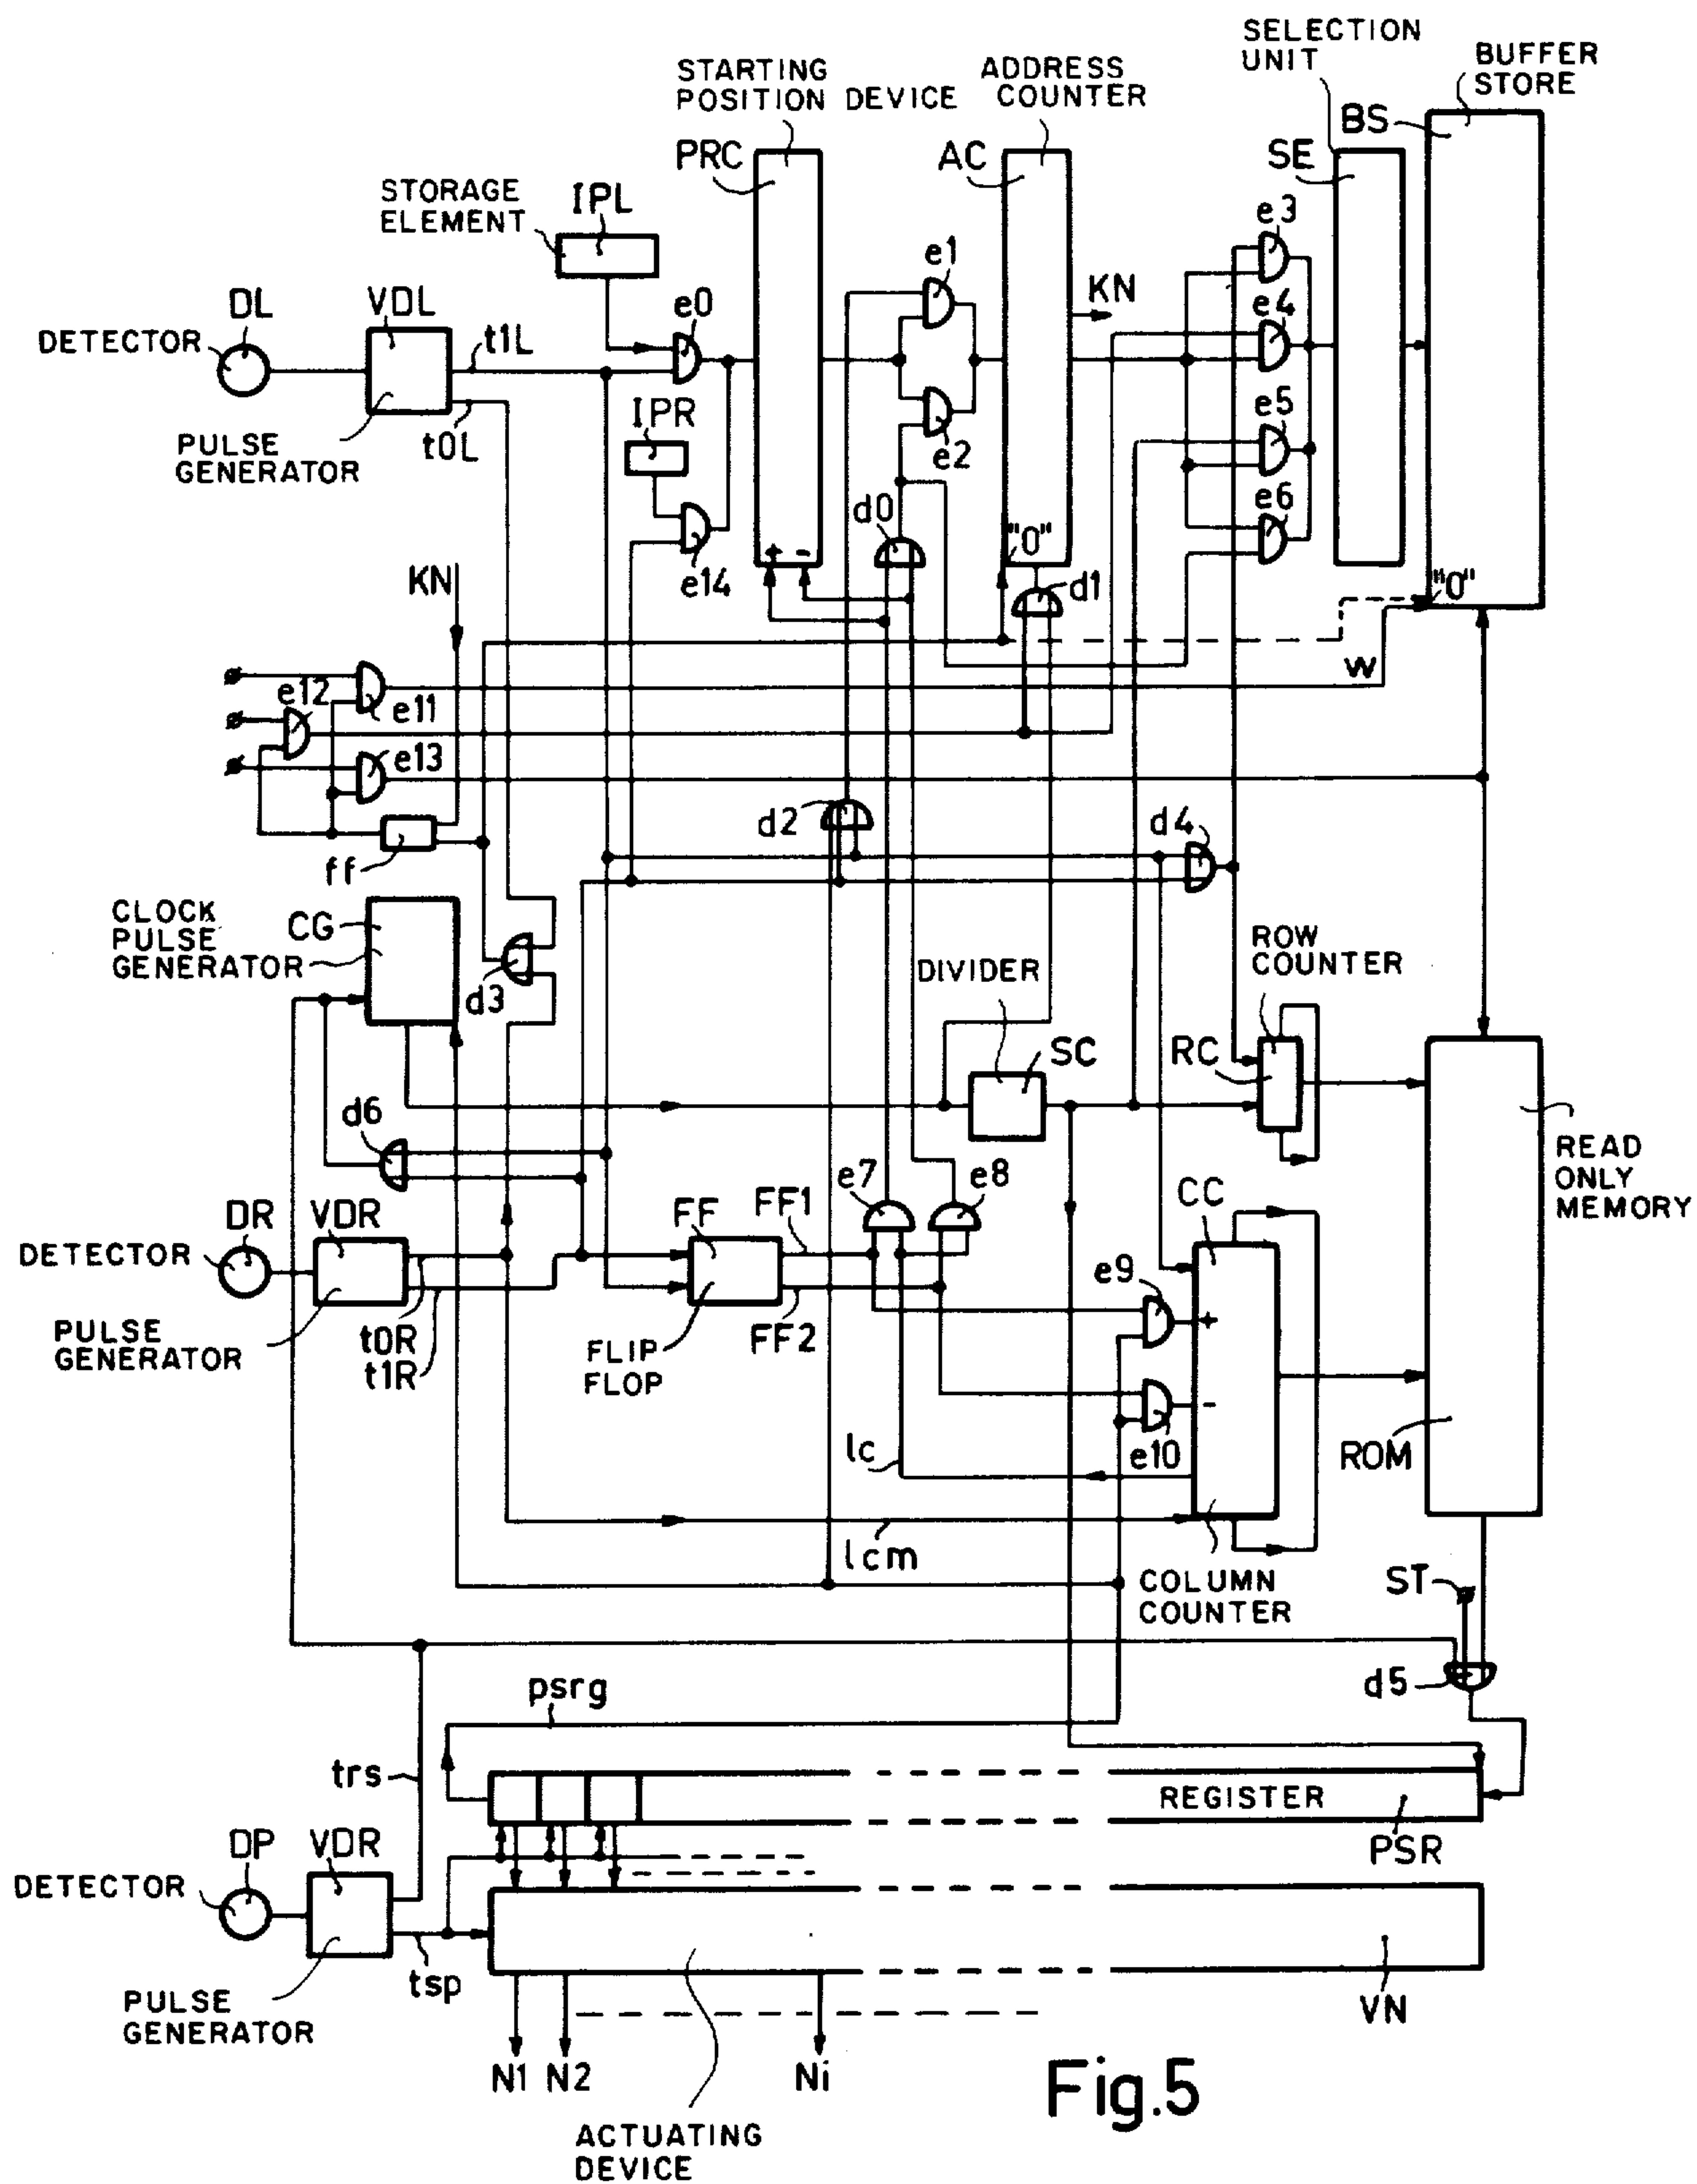 SELECTION
UNIT
BUFFER
STORE
STARTING
POSITION DEVICE
ADDRESS
COUNTER
BS
PRC
AC
SE
STORAGE
ELEMENT
IPL
e3
e1
KN
DL
VDL
e0
e4
DETECTOR
t1L
IPR
e5
t0L
PULSE
GENERATOR
e2
e6
d0
"0"
+ -
e14
KN
d1
"0"
W
e12
e11
e13
d2
d4
ff
CLOCK
PULSE
GENERATOR
CG
ROW
COUNTER
d3
DIVIDER
SC
RC
d6
READ
ONLY
MEMORY
e7
e8
CC
DR
VDR
FF
FF1
DETECTOR
e9
+
t0R
FF2
PULSE
GENERATOR
t1R
FLIP
FLOP
-
e10
lc
ROM
lcm
COLUMN
COUNTER
ST
d5
psrg
trs
REGISTER
PSR
DP
VDR
DETECTOR
tsp
PULSE
GENERATOR
VN
N1 N2 Ni
Fig.5
ACTUATING
DEVICE